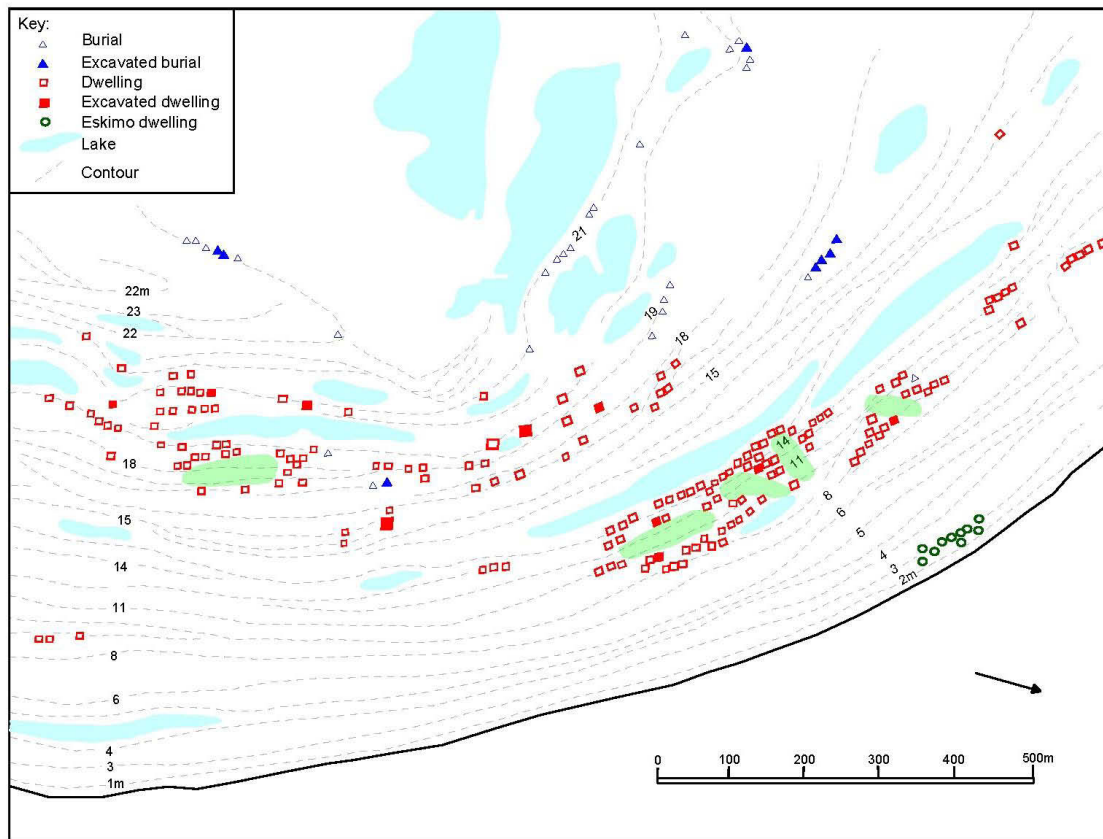 Key:
Burial
Excavated burial
Dwelling
Excavated dwelling
Eskimo dwelling
Lake
Contour
21
22m
23
22
19
18
15
18
14
11
15
14
11
8
6
5
4
3
2m
8
6
4
3
1m
0 100 200 300 400 500m